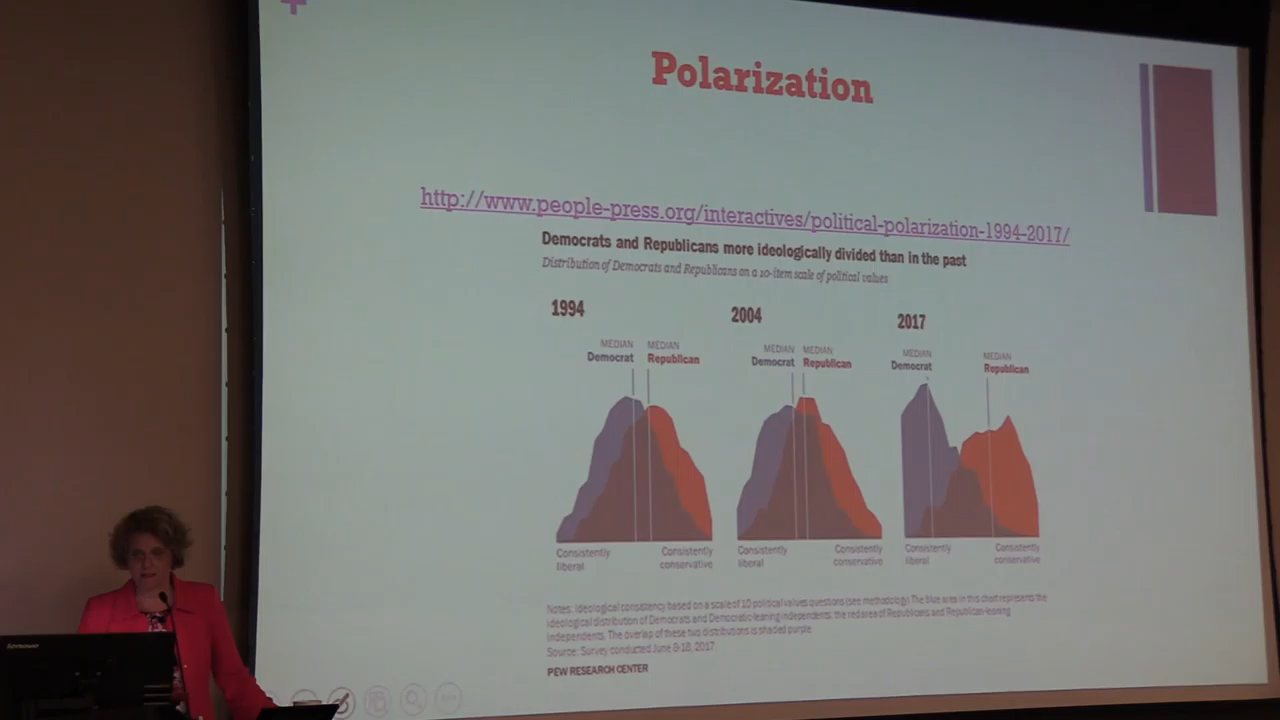 Polarization
http://www.people-press.org/interactives/political-polarization-1994-2017/
Democrats and Republicans more ideologically divided than in the past
Distribution of Democrats and Republicans on a 10-item scale of political values
1994
2004
2017
MEDIAN
Democrat
MEDIAN
Republican
MEDIAN
Democrat
MEDIAN
Republican
MEDIAN
Democrat
MEDIAN
Republican
Consistently
liberal
Consistently
conservative
Consistently
liberal
Consistently
conservative
Consistently
liberal
Consistently
conservative
Notes: Ideological consistency based on a scale of 10 political values questions (see methodology). The blue area in this chart represents the
ideological distribution of Democrats and Democratic-leaning independents; the red area of Republicans and Republican-leaning
independents. The overlap of these two distributions is shaded purple.
Source: Survey conducted June 8-18, 2017.
PEW RESEARCH CENTER
lenovo